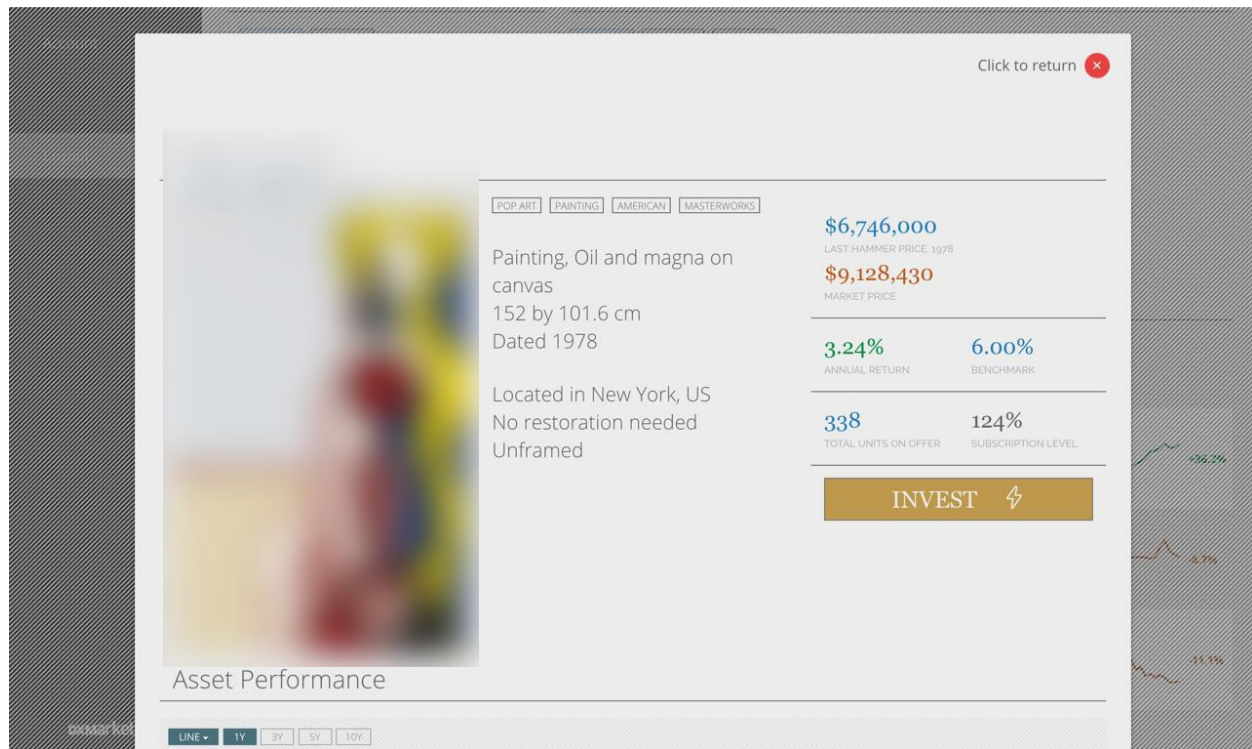 Account
Click to return
POP ART PAINTING AMERICAN MASTERWORKS
Painting, Oil and magna on
canvas
152 by 101.6 cm
Dated 1978
Located in New York, US
No restoration needed
Unframed
$6,746,000
LAST HAMMER PRICE, 1978
$9,128,430
MARKET PRICE
3.24% 6.00%
ANNUAL RETURN BENCHMARK
338 124%
TOTAL UNITS ON OFFER SUBSCRIPTION LEVEL
INVEST
+36.2%
-11.1%
Asset Performance
DXMarket
LINE 1Y 3Y 5Y 10Y